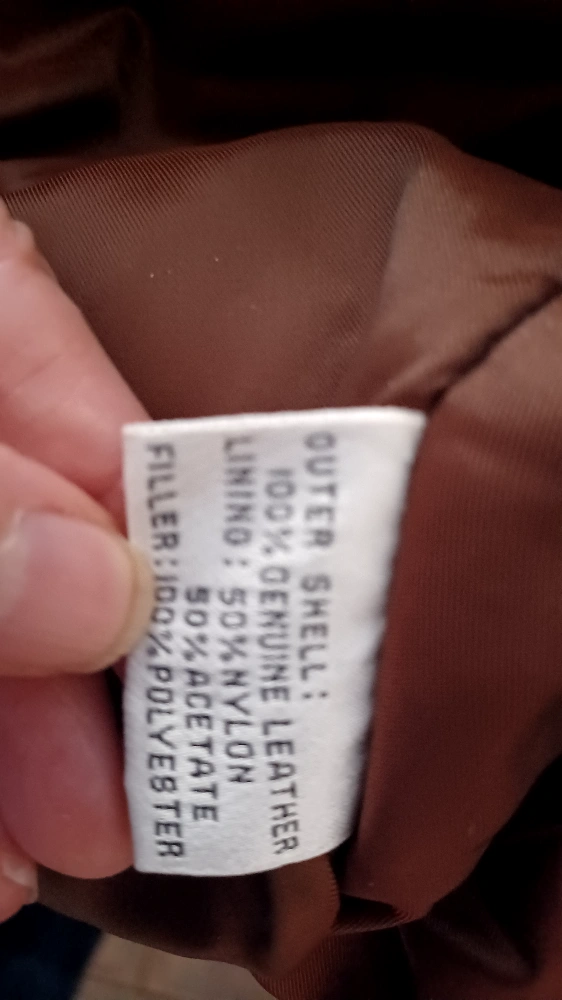 OUTER SHELL:
100%GENUINE LEATHER
LINING: 50%NYLON
50%ACETATE
FILLER:100%POLYESTER